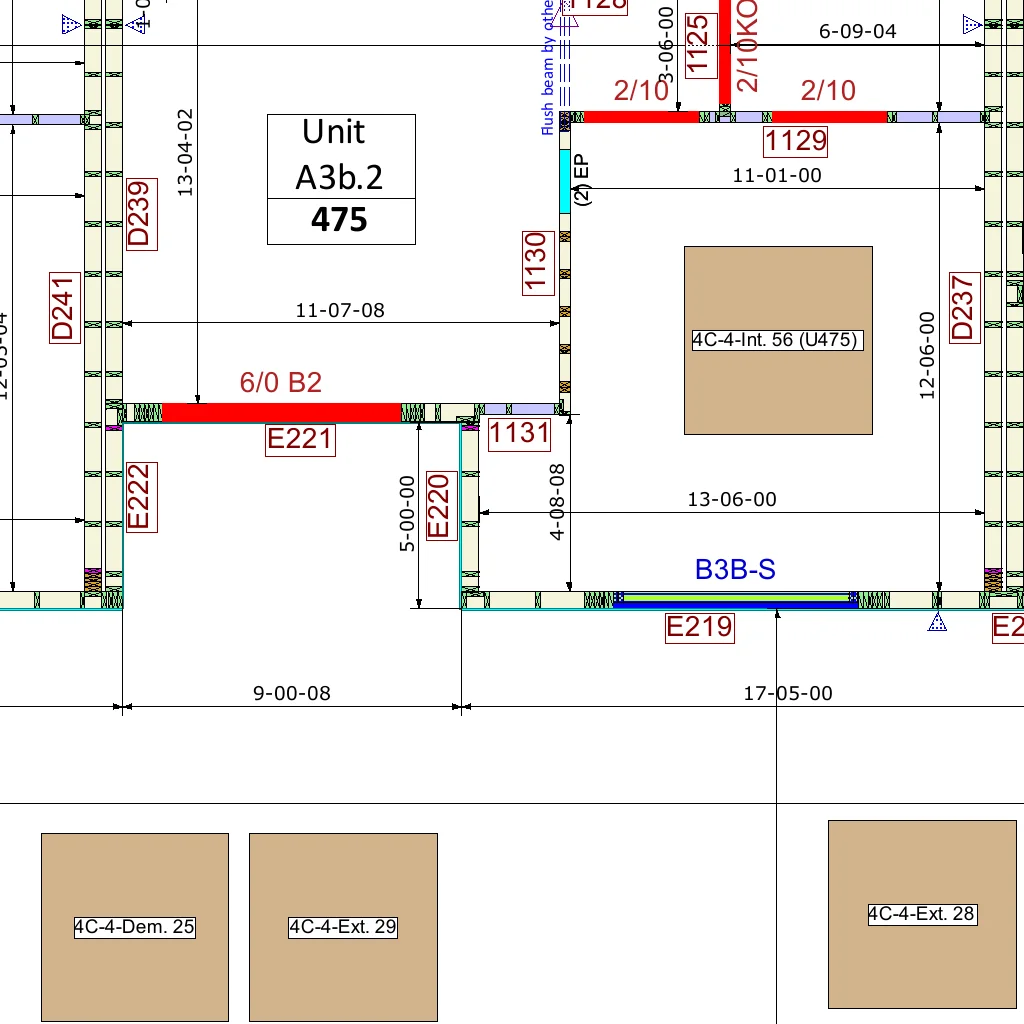 1128
Flush beam by othe
3-06-00
1125
2/10KO
6-09-04
2/10
2/10
1129
13-04-02
Unit
A3b.2
475
(2) EP
11-01-00
D239
D241
1130
D237
11-07-08
4C-4-Int. 56 (U475)
12-06-00
6/0 B2
E221
1131
E222
5-00-00
E220
4-08-08
13-06-00
B3B-S
E219
E2
9-00-08
17-05-00
4C-4-Dem. 25
4C-4-Ext. 29
4C-4-Ext. 28